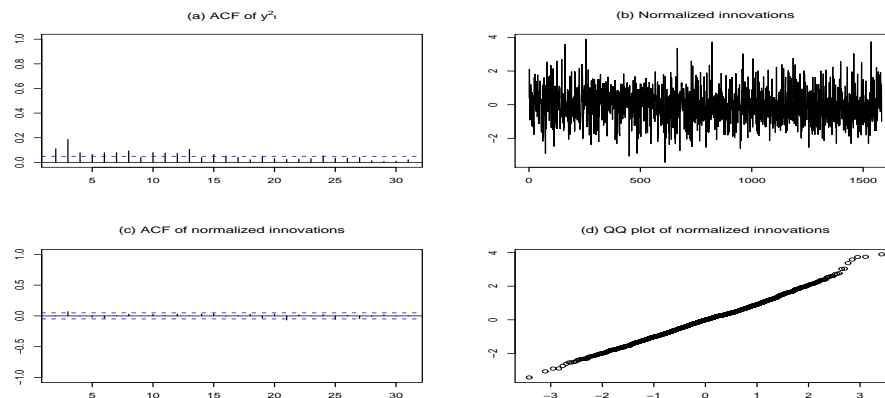 (a) ACF of y²ₜ
1.0
0.8
0.6
0.4
0.2
0.0
5 10 15 20 25 30
(b) Normalized innovations
4
2
0
−2
0 500 1000 1500
(c) ACF of normalized innovations
1.0
0.5
0.0
−0.5
−1.0
5 10 15 20 25 30
(d) QQ plot of normalized innovations
4
2
0
−2
−3 −2 −1 0 1 2 3